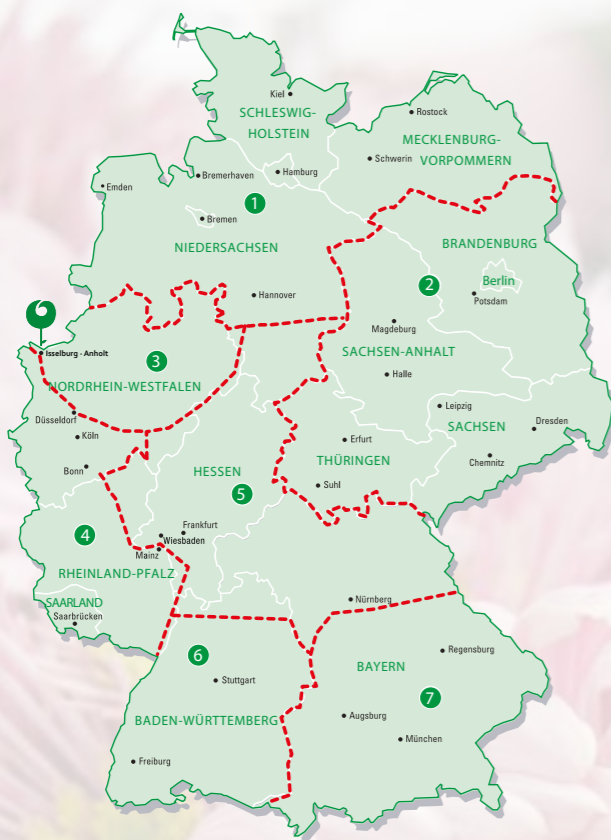 Kiel
SCHLESWIG-
HOLSTEIN
Rostock
MECKLENBURG-
VORPOMMERN
Schwerin
Hamburg
Bremerhaven
Emden
1
Bremen
NIEDERSACHSEN
BRANDENBURG
2
Berlin
Potsdam
Hannover
Magdeburg
SACHSEN-ANHALT
Halle
Isselburg - Anholt
3
NORDRHEIN-WESTFALEN
Düsseldorf
Köln
Bonn
Leipzig
SACHSEN
Dresden
Chemnitz
Erfurt
THÜRINGEN
Suhl
HESSEN
5
4
Frankfurt
Wiesbaden
Mainz
RHEINLAND-PFALZ
SAARLAND
Saarbrücken
Nürnberg
6
Stuttgart
BADEN-WÜRTTEMBERG
Freiburg
BAYERN
Regensburg
7
Augsburg
München